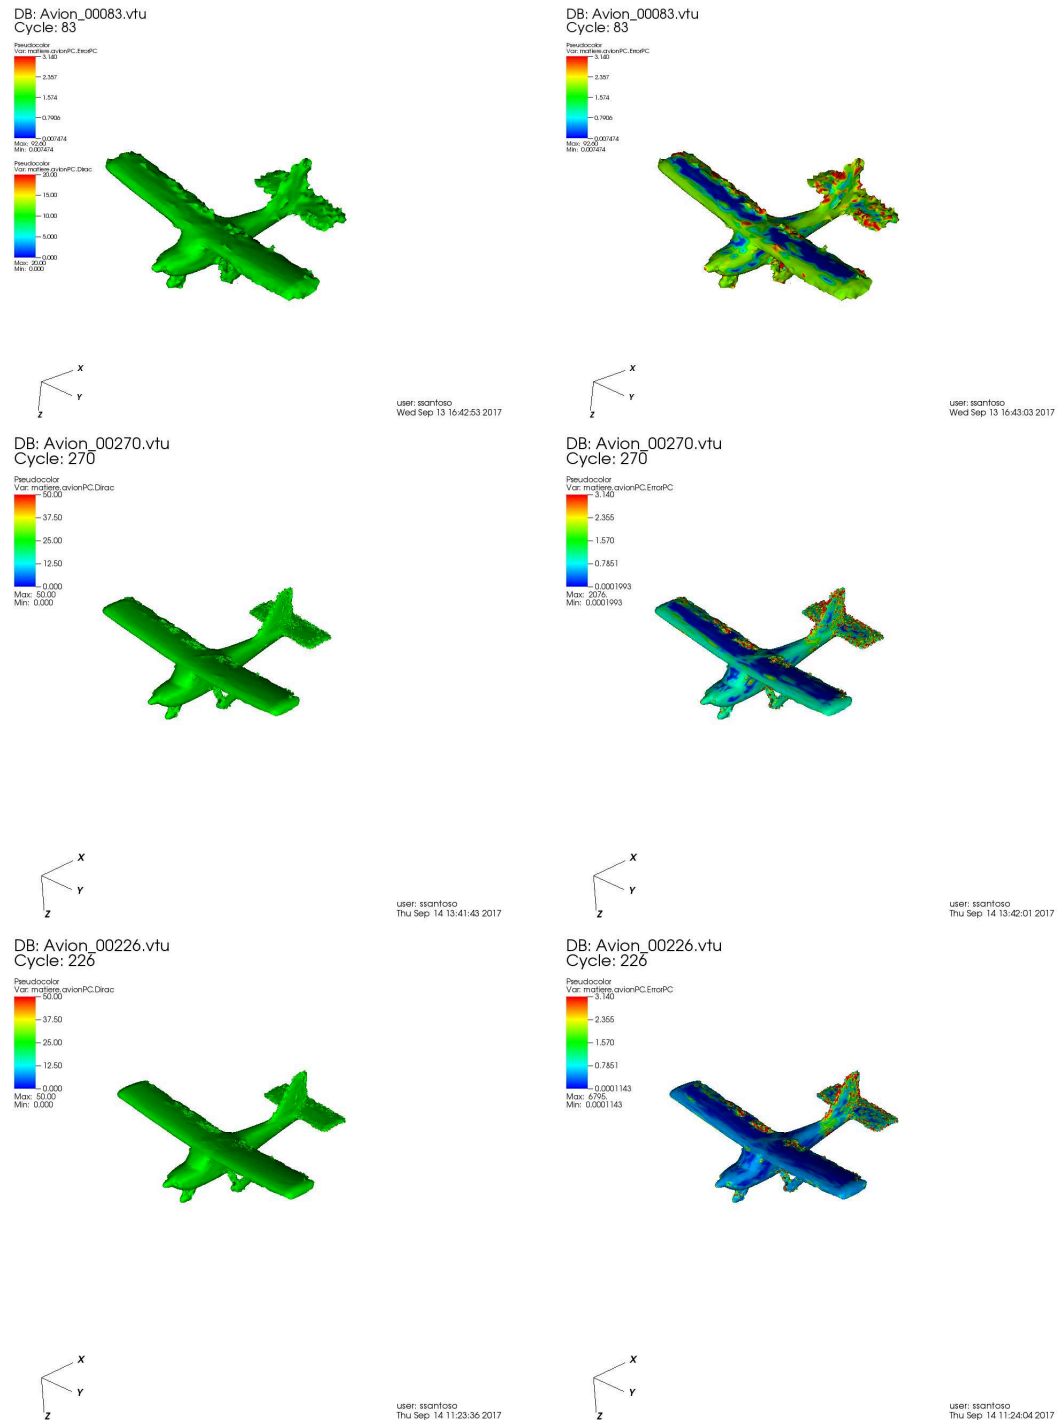 DB: Avion_00083.vtu
Cycle: 83
Pseudocolor
Var: matiere.avionPC.ErrorPC
3.140
2.357
1.574
0.7906
0.007474
Max: 92.60
Min: 0.007474
Pseudocolor
Var: matiere.avionPC.Dirac
20.00
15.00
10.00
5.000
0.000
Max: 20.00
Min: 0.000
X
Y
Z
user: ssantoso
Wed Sep 13 16:42:53 2017
DB: Avion_00083.vtu
Cycle: 83
Pseudocolor
Var: matiere.avionPC.ErrorPC
3.140
2.357
1.574
0.7906
0.007474
Max: 92.60
Min: 0.007474
X
Y
Z
user: ssantoso
Wed Sep 13 16:43:03 2017
DB: Avion_00270.vtu
Cycle: 270
Pseudocolor
Var: matiere.avionPC.Dirac
50.00
37.50
25.00
12.50
0.000
Max: 50.00
Min: 0.000
X
Y
Z
user: ssantoso
Thu Sep 14 13:41:43 2017
DB: Avion_00270.vtu
Cycle: 270
Pseudocolor
Var: matiere.avionPC.ErrorPC
3.140
2.355
1.570
0.7851
0.0001993
Max: 2076.
Min: 0.0001993
X
Y
Z
user: ssantoso
Thu Sep 14 13:42:01 2017
DB: Avion_00226.vtu
Cycle: 226
Pseudocolor
Var: matiere.avionPC.Dirac
50.00
37.50
25.00
12.50
0.000
Max: 50.00
Min: 0.000
X
Y
Z
user: ssantoso
Thu Sep 14 11:23:36 2017
DB: Avion_00226.vtu
Cycle: 226
Pseudocolor
Var: matiere.avionPC.ErrorPC
3.140
2.355
1.570
0.7851
0.0001143
Max: 6795.
Min: 0.0001143
X
Y
Z
user: ssantoso
Thu Sep 14 11:24:04 2017